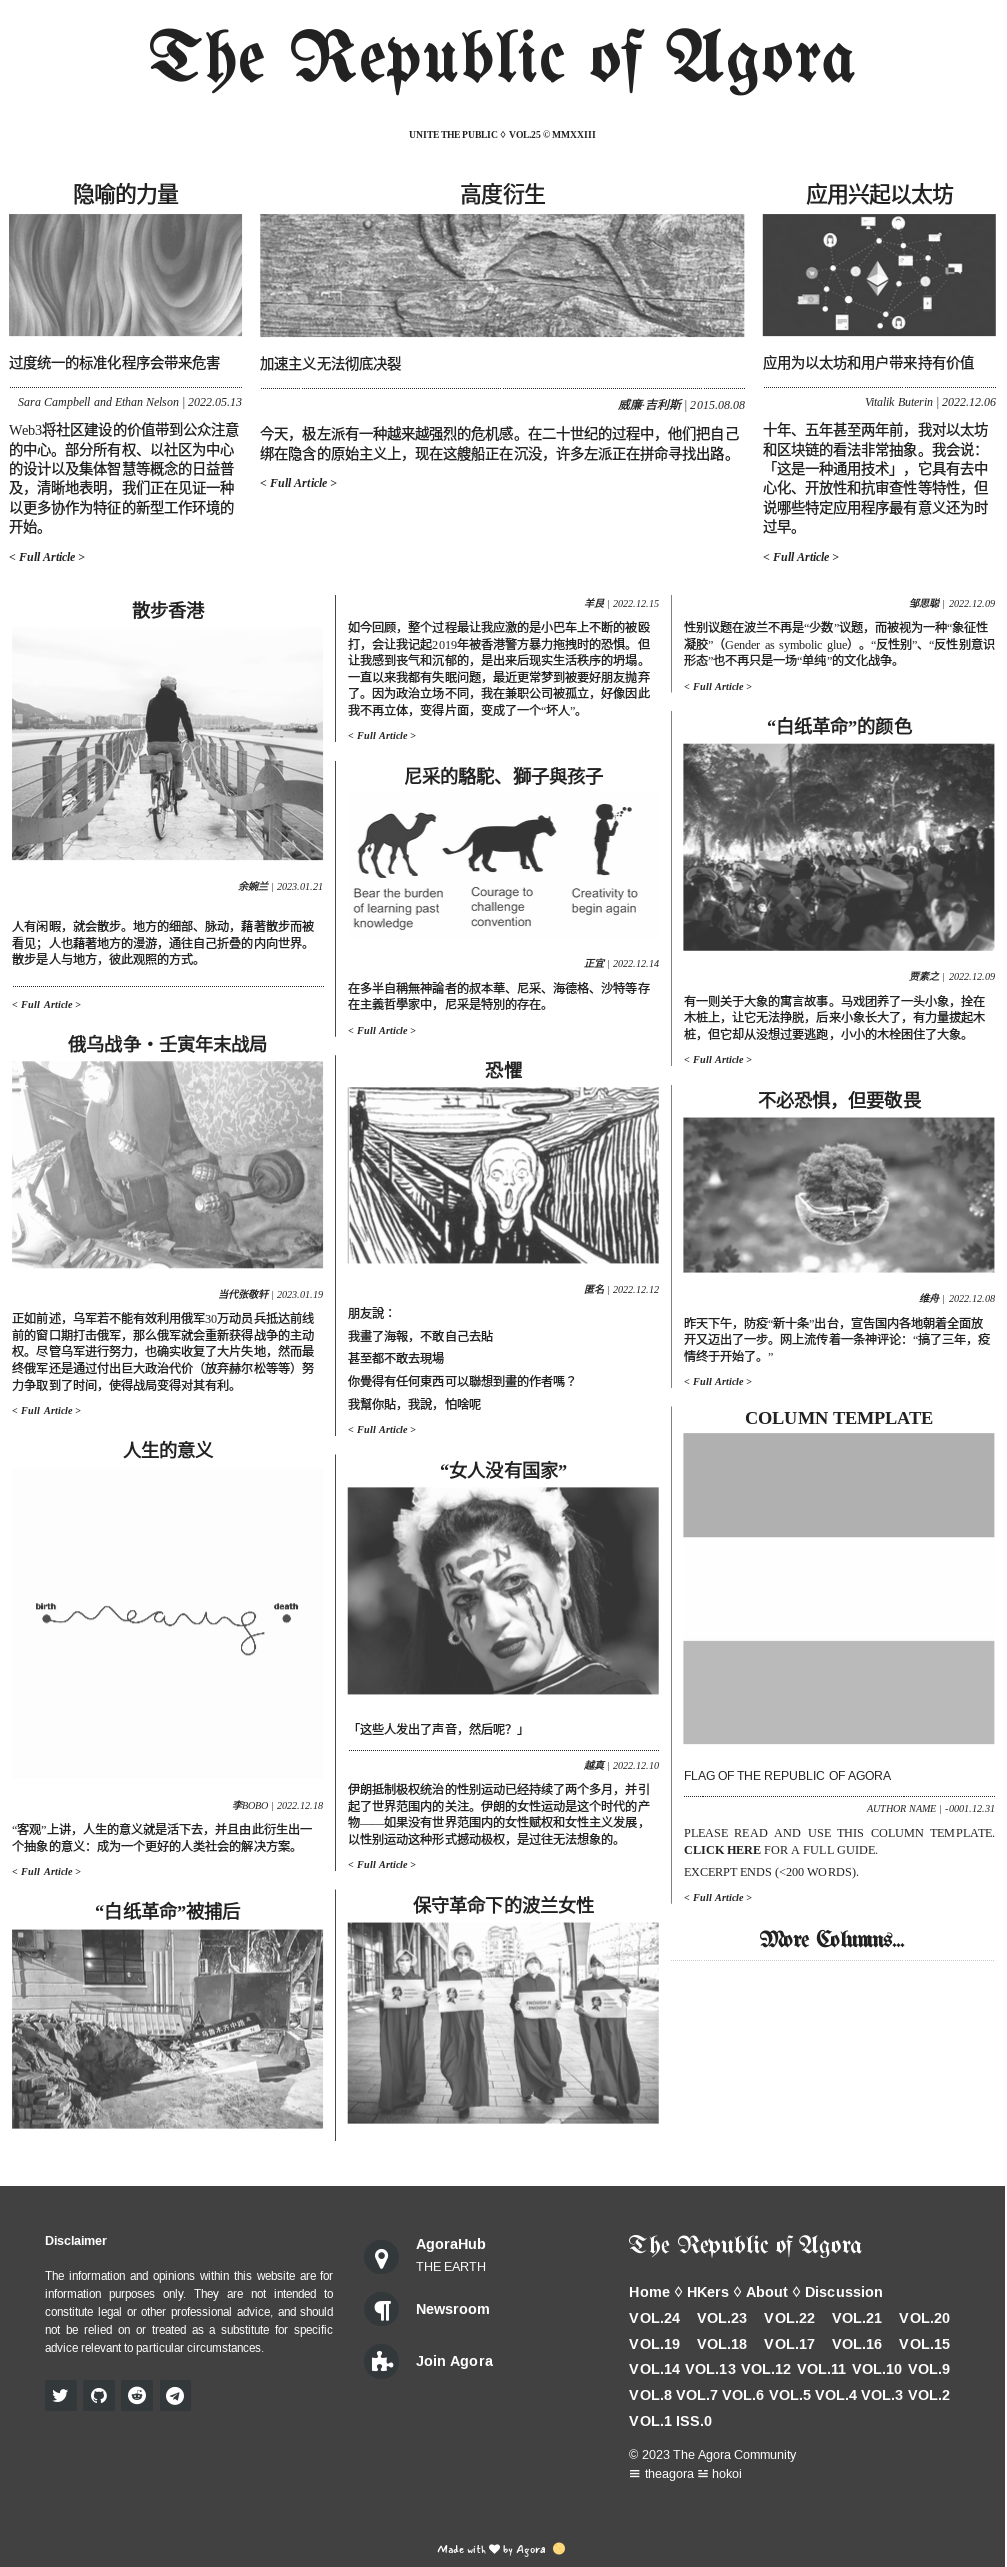 The Republic of Agora
UNITE THE PUBLIC ◊ VOL.25 © MMXXIII
隐喻的力量
过度统一的标准化程序会带来危害
Sara Campbell and Ethan Nelson | 2022.05.13
Web3将社区建设的价值带到公众注意
的中心。部分所有权、以社区为中心
的设计以及集体智慧等概念的日益普
及，清晰地表明，我们正在见证一种
以更多协作为特征的新型工作环境的
开始。
< Full Article >
高度衍生
加速主义无法彻底决裂
威廉·吉利斯 | 2015.08.08
今天，极左派有一种越来越强烈的危机感。在二十世纪的过程中，他们把自己
绑在隐含的原始主义上，现在这艘船正在沉没，许多左派正在拼命寻找出路。
< Full Article >
应用兴起以太坊
应用为以太坊和用户带来持有价值
Vitalik Buterin | 2022.12.06
十年、五年甚至两年前，我对以太坊
和区块链的看法非常抽象。我会说：
「这是一种通用技术」，它具有去中
心化、开放性和抗审查性等特性，但
说哪些特定应用程序最有意义还为时
过早。
< Full Article >
散步香港
余婉兰 | 2023.01.21
人有闲暇，就会散步。地方的细部、脉动，藉著散步而被
看见；人也藉著地方的漫游，通往自己折叠的内向世界。
散步是人与地方，彼此观照的方式。
< Full Article >
俄乌战争・壬寅年末战局
当代张敬轩 | 2023.01.19
正如前述，乌军若不能有效利用俄军30万动员兵抵达前线
前的窗口期打击俄军，那么俄军就会重新获得战争的主动
权。尽管乌军进行努力，也确实收复了大片失地，然而最
终俄军还是通过付出巨大政治代价（放弃赫尔松等等）努
力争取到了时间，使得战局变得对其有利。
< Full Article >
人生的意义
birth
meaning
death
李BOBO | 2022.12.18
“客观”上讲，人生的意义就是活下去，并且由此衍生出一
个抽象的意义：成为一个更好的人类社会的解决方案。
< Full Article >
“白纸革命”被捕后
乌鲁木齐中路
羊艮 | 2022.12.15
如今回顾，整个过程最让我应激的是小巴车上不断的被殴
打，会让我记起2019年被香港警方暴力拖拽时的恐惧。但
让我感到丧气和沉郁的，是出来后现实生活秩序的坍塌。
一直以来我都有失眠问题，最近更常梦到被要好朋友抛弃
了。因为政治立场不同，我在兼职公司被孤立，好像因此
我不再立体，变得片面，变成了一个“坏人”。
< Full Article >
尼采的駱駝、獅子與孩子
Bear the burden
of learning past
knowledge
Courage to
challenge
convention
Creativity to
begin again
正宜 | 2022.12.14
在多半自稱無神論者的叔本華、尼采、海德格、沙特等存
在主義哲學家中，尼采是特別的存在。
< Full Article >
恐懼
匿名 | 2022.12.12
朋友說：
我畫了海報，不敢自己去貼
甚至都不敢去現場
你覺得有任何東西可以聯想到畫的作者嗎？
我幫你貼，我說，怕啥呢
< Full Article >
“女人没有国家”
「这些人发出了声音，然后呢？」
越真 | 2022.12.10
伊朗抵制极权统治的性别运动已经持续了两个多月，并引
起了世界范围内的关注。伊朗的女性运动是这个时代的产
物——如果没有世界范围内的女性赋权和女性主义发展，
以性别运动这种形式撼动极权，是过往无法想象的。
< Full Article >
保守革命下的波兰女性
ENOUGH IS
ENOUGH
邹思聪 | 2022.12.09
性别议题在波兰不再是“少数”议题，而被视为一种“象征性
凝胶”（Gender as symbolic glue）。“反性别”、“反性别意识
形态”也不再只是一场“单纯”的文化战争。
< Full Article >
“白纸革命”的颜色
贾素之 | 2022.12.09
有一则关于大象的寓言故事。马戏团养了一头小象，拴在
木桩上，让它无法挣脱，后来小象长大了，有力量拔起木
桩，但它却从没想过要逃跑，小小的木栓困住了大象。
< Full Article >
不必恐惧，但要敬畏
维舟 | 2022.12.08
昨天下午，防疫“新十条”出台，宣告国内各地朝着全面放
开又迈出了一步。网上流传着一条神评论：“搞了三年，疫
情终于开始了。”
< Full Article >
COLUMN TEMPLATE
FLAG OF THE REPUBLIC OF AGORA
AUTHOR NAME | -0001.12.31
PLEASE READ AND USE THIS COLUMN TEMPLATE.
CLICK HERE FOR A FULL GUIDE.
EXCERPT ENDS (<200 WORDS).
< Full Article >
More Columns...
Disclaimer
The information and opinions within this website are for
information purposes only. They are not intended to
constitute legal or other professional advice, and should
not be relied on or treated as a substitute for specific
advice relevant to particular circumstances.
AgoraHub
THE EARTH
Newsroom
Join Agora
The Republic of Agora
Home ◊ HKers ◊ About ◊ Discussion
VOL.24 VOL.23 VOL.22 VOL.21 VOL.20
VOL.19 VOL.18 VOL.17 VOL.16 VOL.15
VOL.14 VOL.13 VOL.12 VOL.11 VOL.10 VOL.9
VOL.8 VOL.7 VOL.6 VOL.5 VOL.4 VOL.3 VOL.2
VOL.1 ISS.0
© 2023 The Agora Community
☰ theagora ☱ hokoi
Made with ♥ by Agora